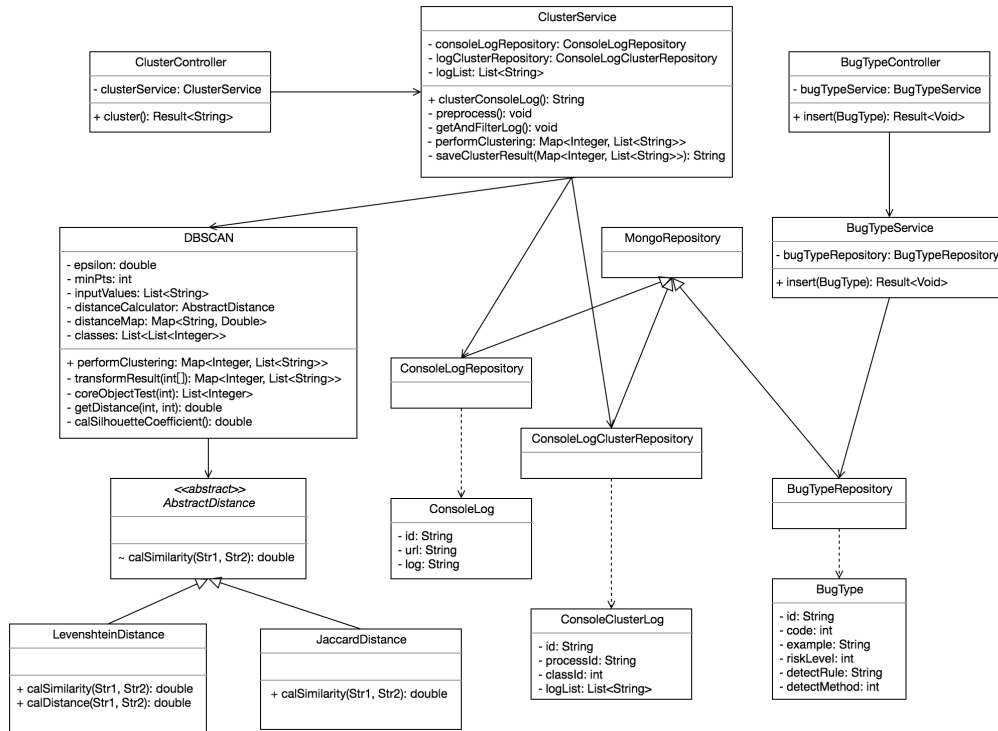 ClusterService
- consoleLogRepository: ConsoleLogRepository
- logClusterRepository: ConsoleLogClusterRepository
- logList: List<String>
+ clusterConsoleLog(): String
- preprocess(): void
- getAndFilterLog(): void
- performClustering: Map<Integer, List<String>>
- saveClusterResult(Map<Integer, List<String>>): String
ClusterController
- clusterService: ClusterService
+ cluster(): Result<String>
BugTypeController
- bugTypeService: BugTypeService
+ insert(BugType): Result<Void>
DBSCAN
- epsilon: double
- minPts: int
- inputValues: List<String>
- distanceCalculator: AbstractDistance
- distanceMap: Map<String, Double>
- classes: List<List<Integer>>
+ performClustering: Map<Integer, List<String>>
- transformResult(int[]): Map<Integer, List<String>>
- coreObjectTest(int): List<Integer>
- getDistance(int, int): double
- calSilhouetteCoefficient(): double
MongoRepository
BugTypeService
- bugTypeRepository: BugTypeRepository
+ insert(BugType): Result<Void>
ConsoleLogRepository
ConsoleLogClusterRepository
BugTypeRepository
<<abstract>>
AbstractDistance
~ calSimilarity(Str1, Str2): double
ConsoleLog
- id: String
- url: String
- log: String
LevenshteinDistance
+ calSimilarity(Str1, Str2): double
+ calDistance(Str1, Str2): double
JaccardDistance
+ calSimilarity(Str1, Str2): double
ConsoleClusterLog
- id: String
- processId: String
- classId: int
- logList: List<String>
BugType
- id: String
- code: int
- example: String
- riskLevel: int
- detectRule: String
- detectMethod: int